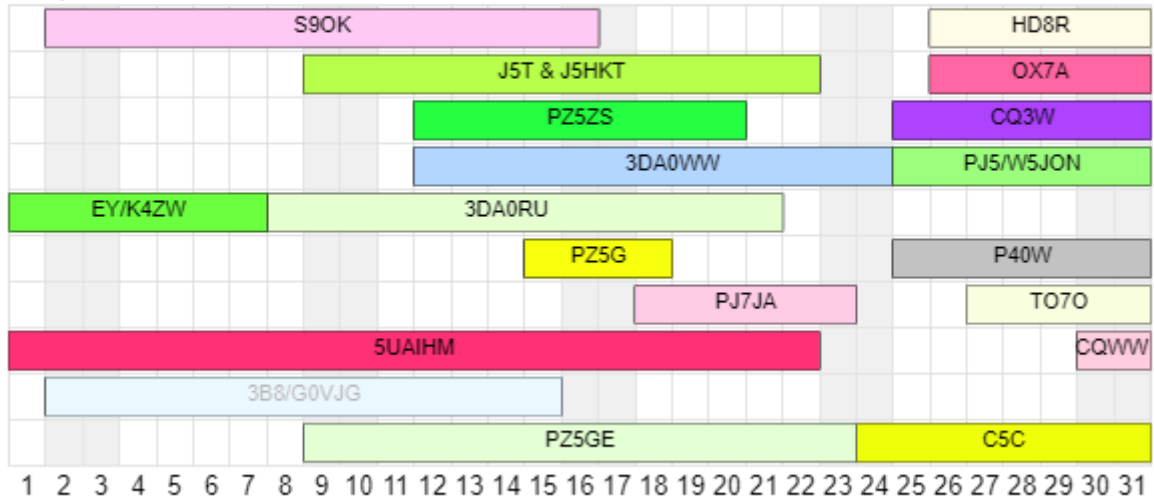 S9OK HD8R
J5T & J5HKT OX7A
PZ5ZS CQ3W
3DA0WW PJ5/W5JON
EY/K4ZW 3DA0RU
PZ5G P40W
PJ7JA TO7O
5UAIHM CQWW
3B8/G0VJG
PZ5GE C5C
1 2 3 4 5 6 7 8 9 10 11 12 13 14 15 16 17 18 19 20 21 22 23 24 25 26 27 28 29 30 31